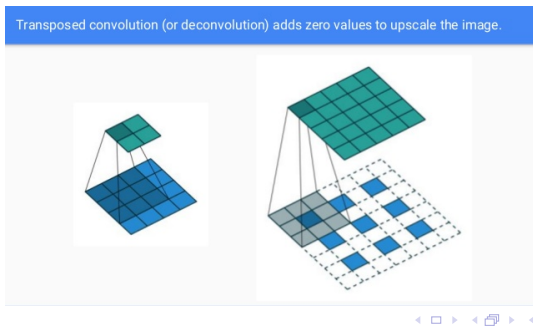 Transposed convolution (or deconvolution) adds zero values to upscale the image.